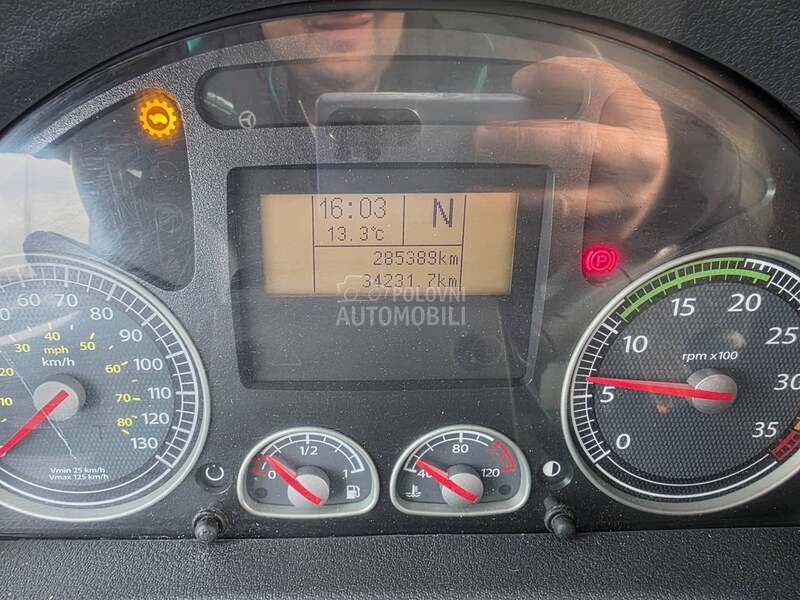 16:03 N
13.3°C
285389km
34231.7km
POLOVNI
AUTOMOBILI
60 70 80 90 100 110 120 130
20 30 40 50 60 70 80
mph
km/h
Vmin 25 km/h
Vmax 125 km/h
0 1/2 1
40 80 120
0 5 10 15 20 25 30 35
rpm x100
P